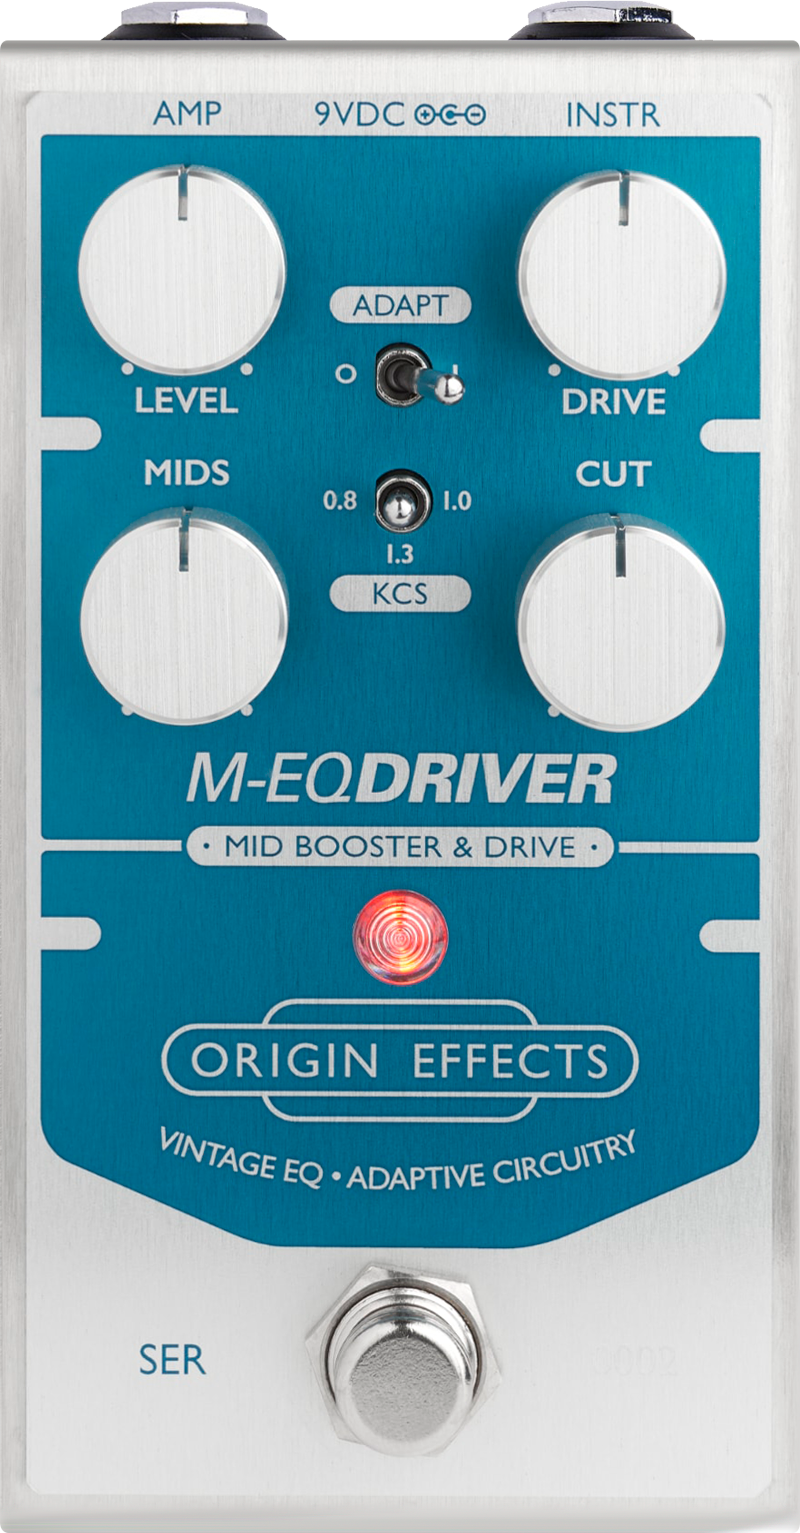 AMP 9VDC INSTR
ADAPT
O I
LEVEL DRIVE
MIDS CUT
0.8 1.0
1.3
KCS
M-EQDRIVER
• MID BOOSTER & DRIVE •
ORIGIN EFFECTS
VINTAGE EQ • ADAPTIVE CIRCUITRY
SER